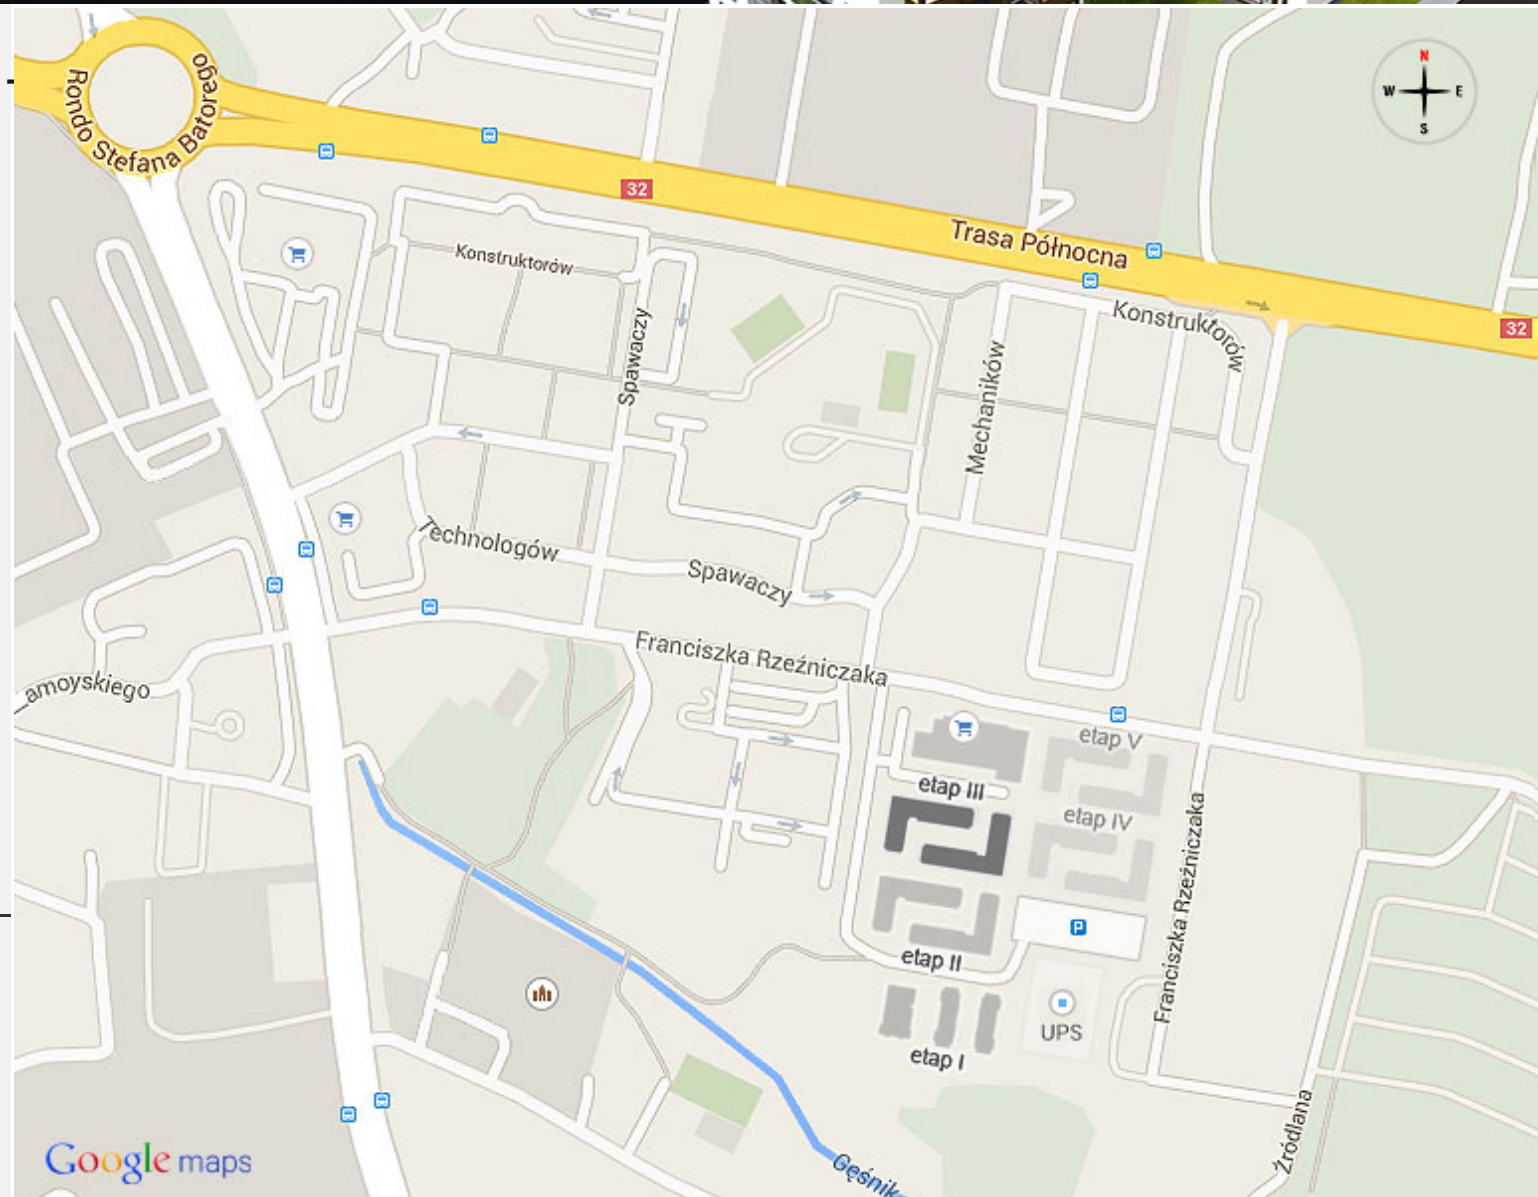 Rondo Stefana Batorego
N
W E
S
32
Trasa Północna
Konstruktorów
Konstruktorów
32
Spawaczy
Mechaników
Technologów
Spawaczy
Franciszka Rzeźniczaka
amoyskiego
etap V
etap III
etap IV
Franciszka Rzeźniczaka
P
etap II
UPS
etap I
Źródlana
Google maps
Gęśnik